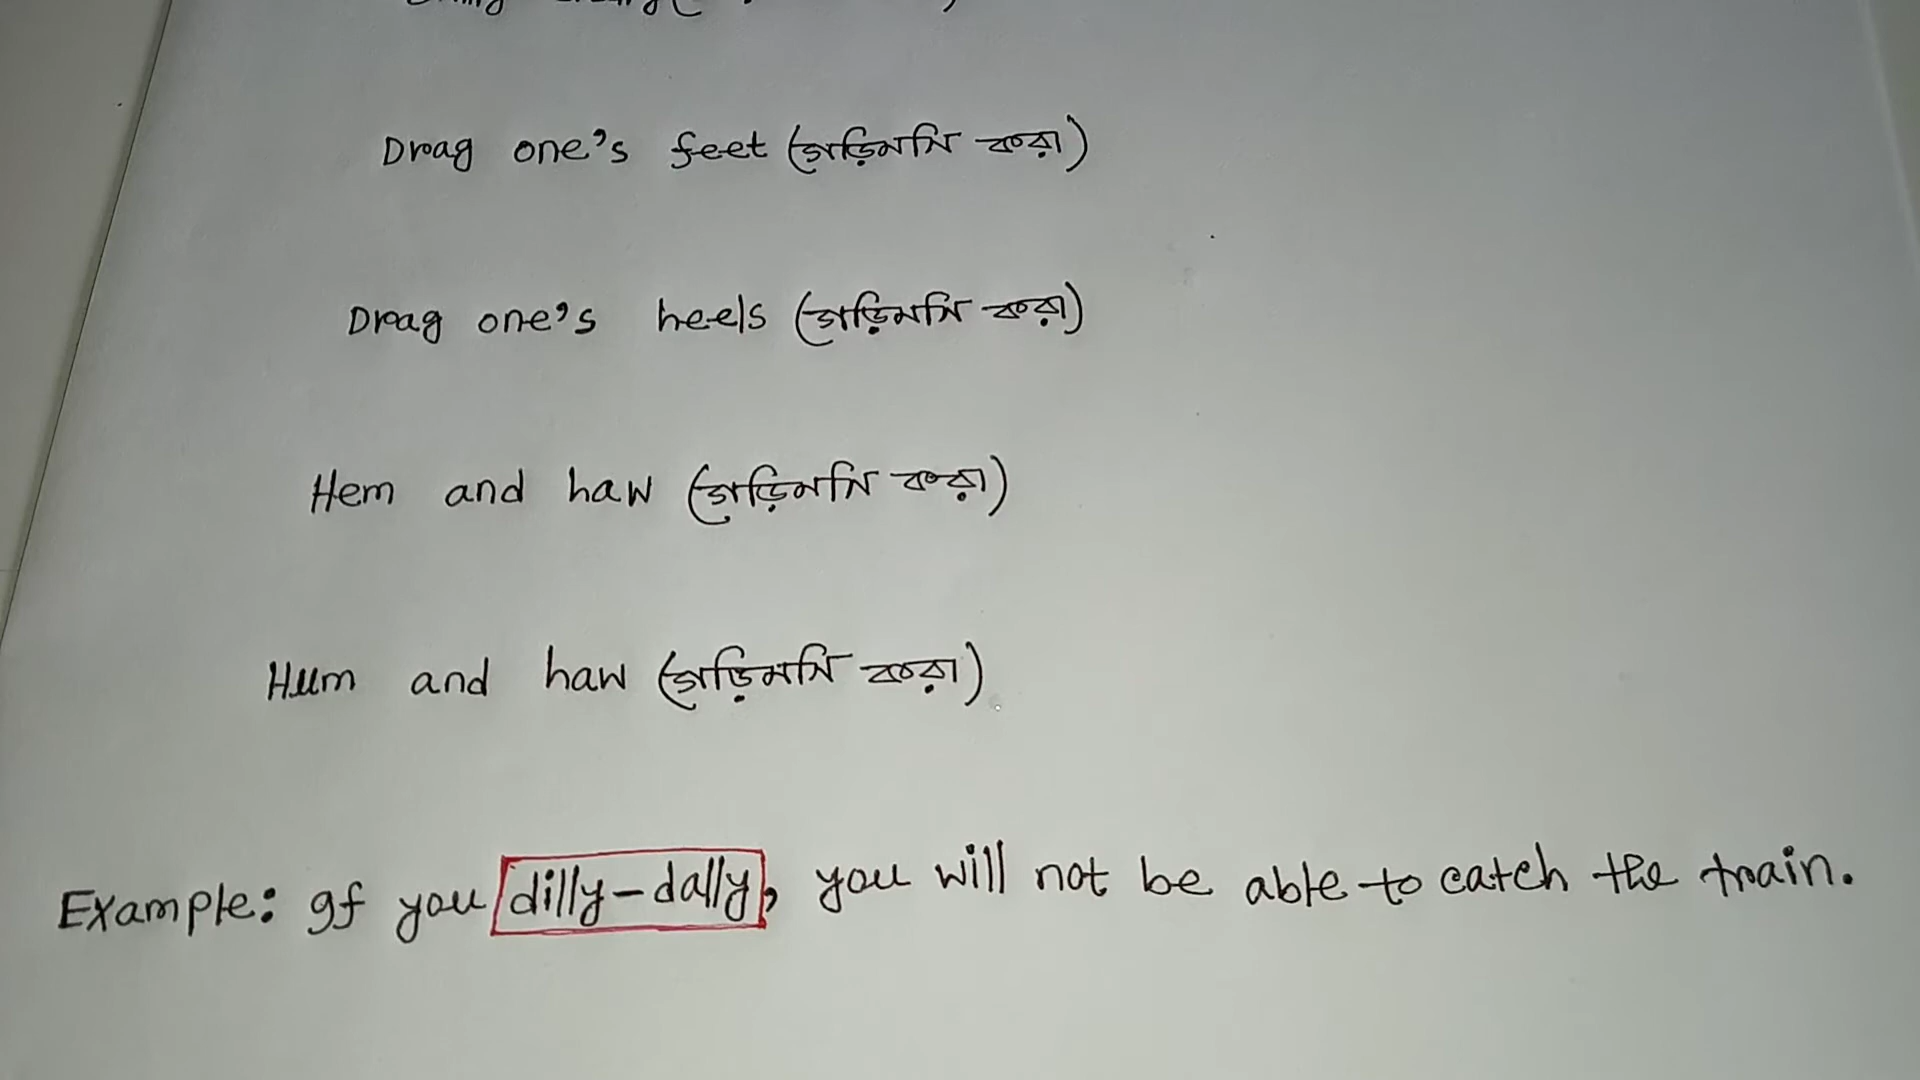 Drag one's feet (গড়িমসি করা)
Drag one's heels (গড়িমসি করা)
Hem and haw (গড়িমসি করা)
Hum and haw (গড়িমসি করা)
Example: If you dilly-dally, you will not be able to catch the train.